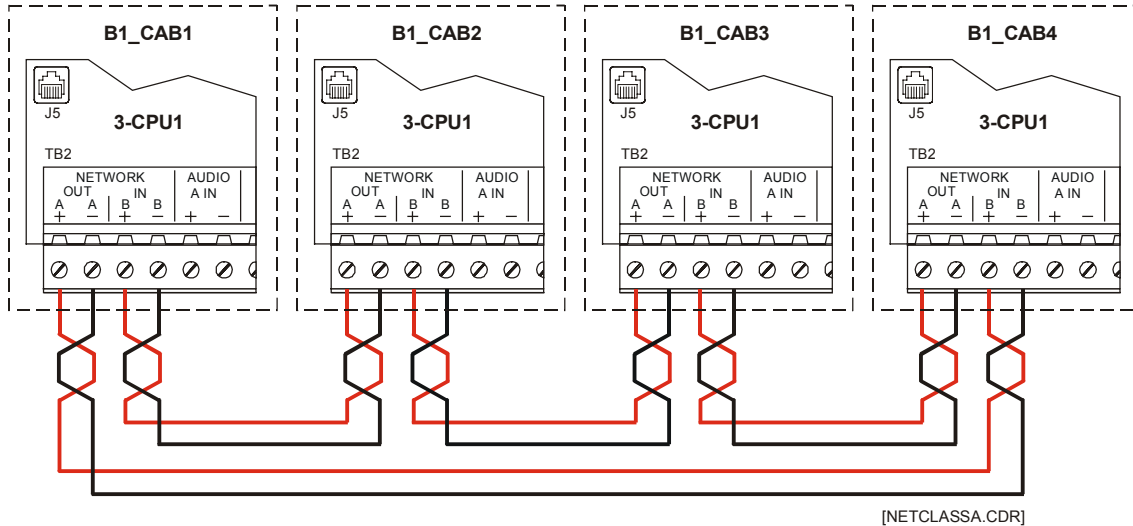 B1_CAB1
J5
3-CPU1
TB2
NETWORK
AUDIO
OUT
IN
A IN
A A B B
+ − + − + −
B1_CAB2
J5
3-CPU1
TB2
NETWORK
AUDIO
OUT
IN
A IN
A A B B
+ − + − + −
B1_CAB3
J5
3-CPU1
TB2
NETWORK
AUDIO
OUT
IN
A IN
A A B B
+ − + − + −
B1_CAB4
J5
3-CPU1
TB2
NETWORK
AUDIO
OUT
IN
A IN
A A B B
+ − + − + −
[NETCLASSA.CDR]